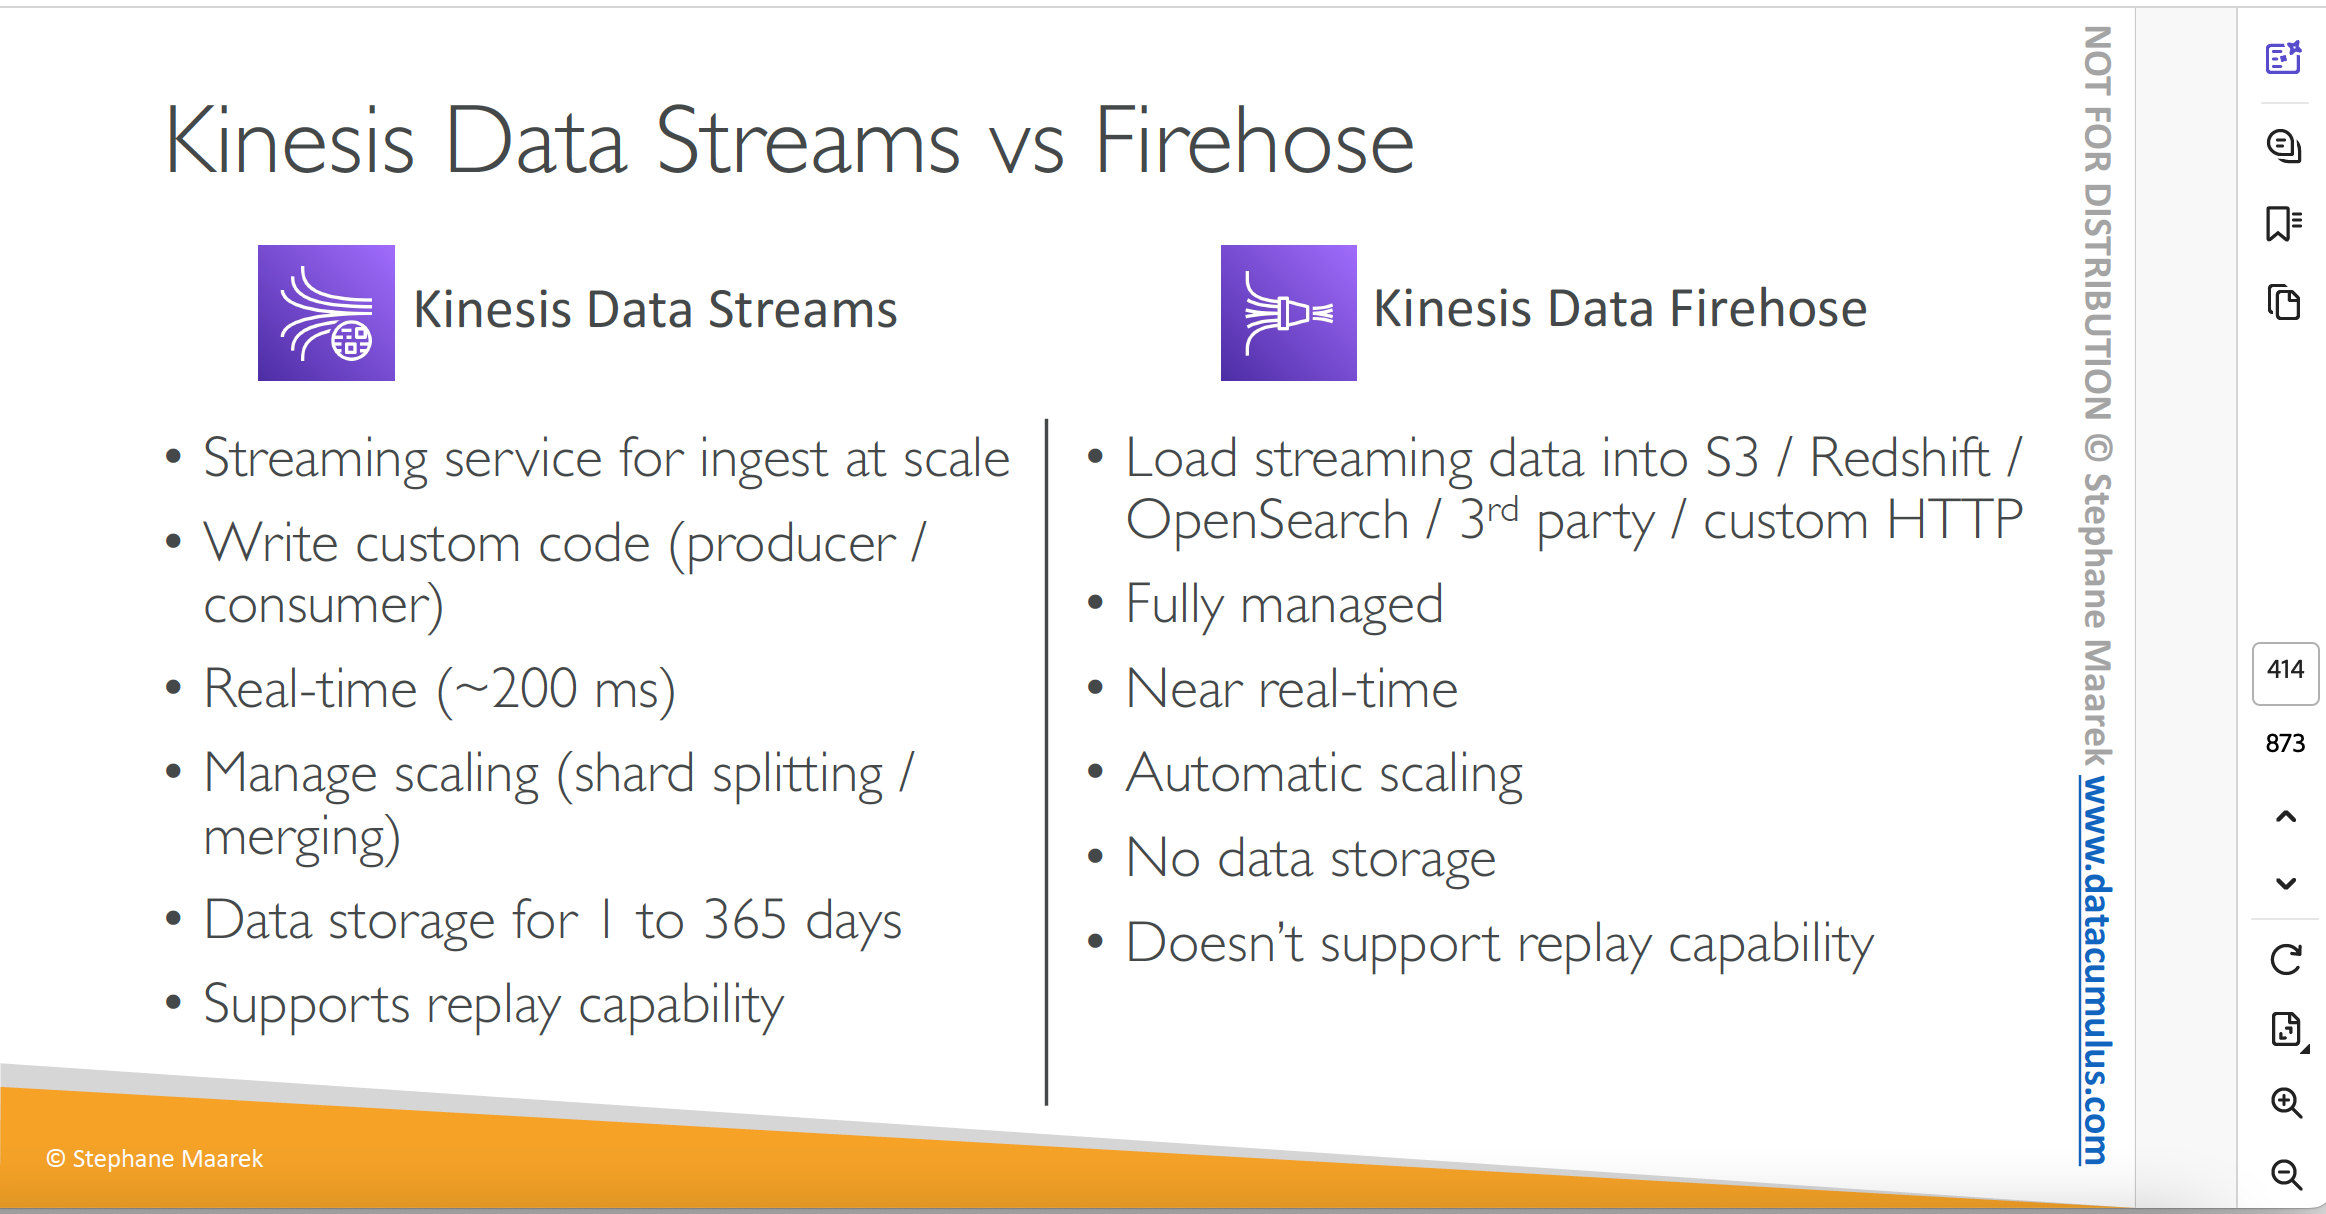 Kinesis Data Streams vs Firehose
Kinesis Data Streams
• Streaming service for ingest at scale
• Write custom code (producer /
consumer)
• Real-time (~200 ms)
• Manage scaling (shard splitting /
merging)
• Data storage for 1 to 365 days
• Supports replay capability
Kinesis Data Firehose
• Load streaming data into S3 / Redshift /
OpenSearch / 3rd party / custom HTTP
• Fully managed
• Near real-time
• Automatic scaling
• No data storage
• Doesn’t support replay capability
© Stephane Maarek
NOT FOR DISTRIBUTION © Stephane Maarek www.datacumulus.com
414
873